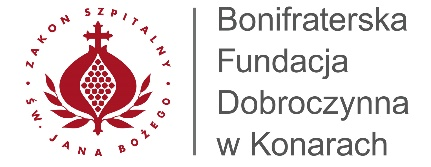 ZAKON SZPITALNY
ŚW. JANA BOŻEGO
Bonifraterska
Fundacja
Dobroczynna
w Konarach